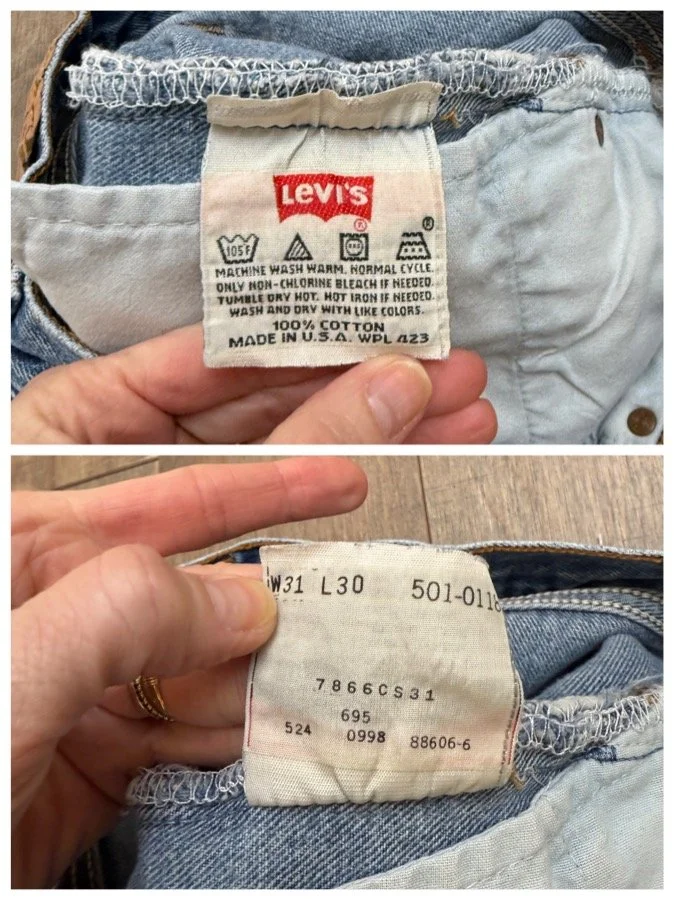 LEVI'S
105F
MACHINE WASH WARM. NORMAL CYCLE.
ONLY NON-CHLORINE BLEACH IF NEEDED.
TUMBLE DRY HOT. HOT IRON IF NEEDED.
WASH AND DRY WITH LIKE COLORS.
100% COTTON
MADE IN U.S.A. WPL 423
W31 L30 501-0118
7866CS31
695
524 0998 88606-6